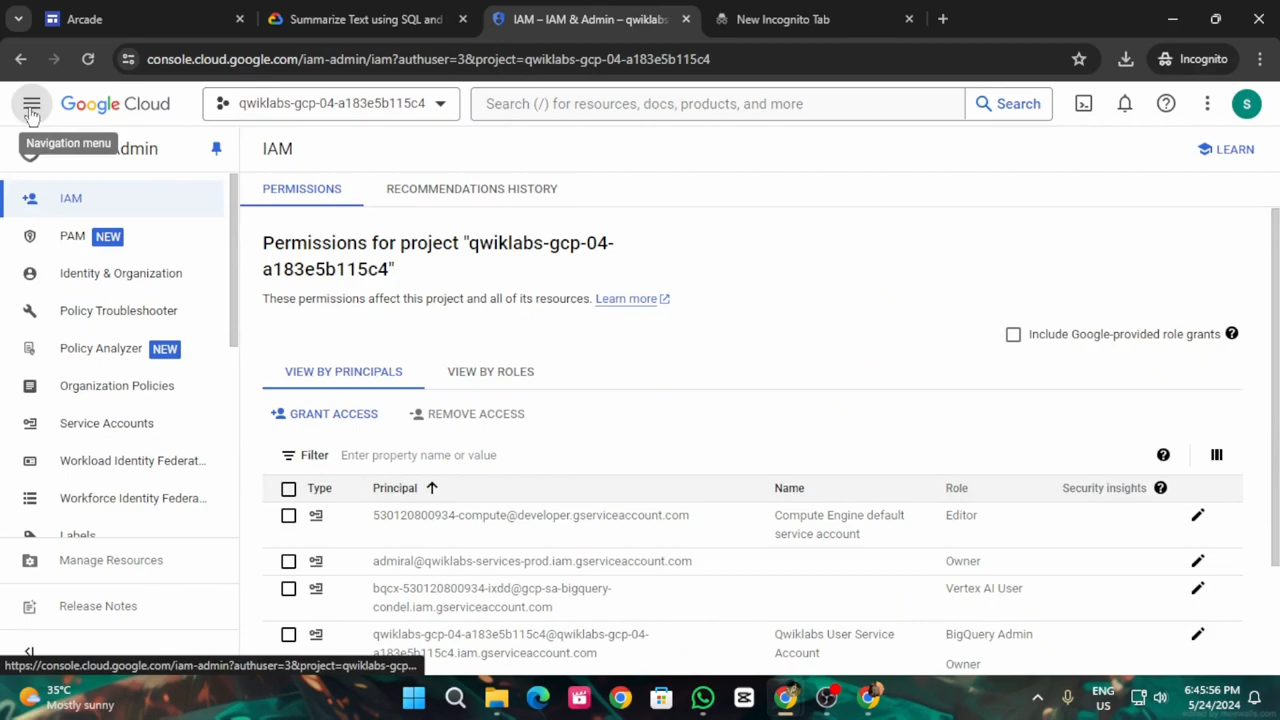 Arcade
Summarize Text using SQL and
IAM – IAM & Admin – qwiklabs
New Incognito Tab
console.cloud.google.com/iam-admin/iam?authuser=3&project=qwiklabs-gcp-04-a183e5b115c4
Incognito
Google Cloud
qwiklabs-gcp-04-a183e5b115c4
Search (/) for resources, docs, products, and more
Search
S
Navigation menu
dmin
IAM
LEARN
PERMISSIONS
RECOMMENDATIONS HISTORY
IAM
PAM NEW
Identity & Organization
Policy Troubleshooter
Policy Analyzer NEW
Organization Policies
Service Accounts
Workload Identity Federat...
Workforce Identity Federa...
Labels
Manage Resources
Release Notes
Permissions for project "qwiklabs-gcp-04-
a183e5b115c4"
These permissions affect this project and all of its resources. Learn more
Include Google-provided role grants
VIEW BY PRINCIPALS
VIEW BY ROLES
GRANT ACCESS
REMOVE ACCESS
Filter Enter property name or value
Type Principal Name Role Security insights
530120800934-compute@developer.gserviceaccount.com Compute Engine default Editor
service account
admiral@qwiklabs-services-prod.iam.gserviceaccount.com Owner
bqcx-530120800934-ixdd@gcp-sa-bigquery- Vertex AI User
condel.iam.gserviceaccount.com
qwiklabs-gcp-04-a183e5b115c4@qwiklabs-gcp-04- Qwiklabs User Service BigQuery Admin
a183e5b115c4.iam.gserviceaccount.com Account
Owner
https://console.cloud.google.com/iam-admin?authuser=3&project=qwiklabs-gcp...
35°C
Mostly sunny
ENG
US
6:45:56 PM
5/24/2024